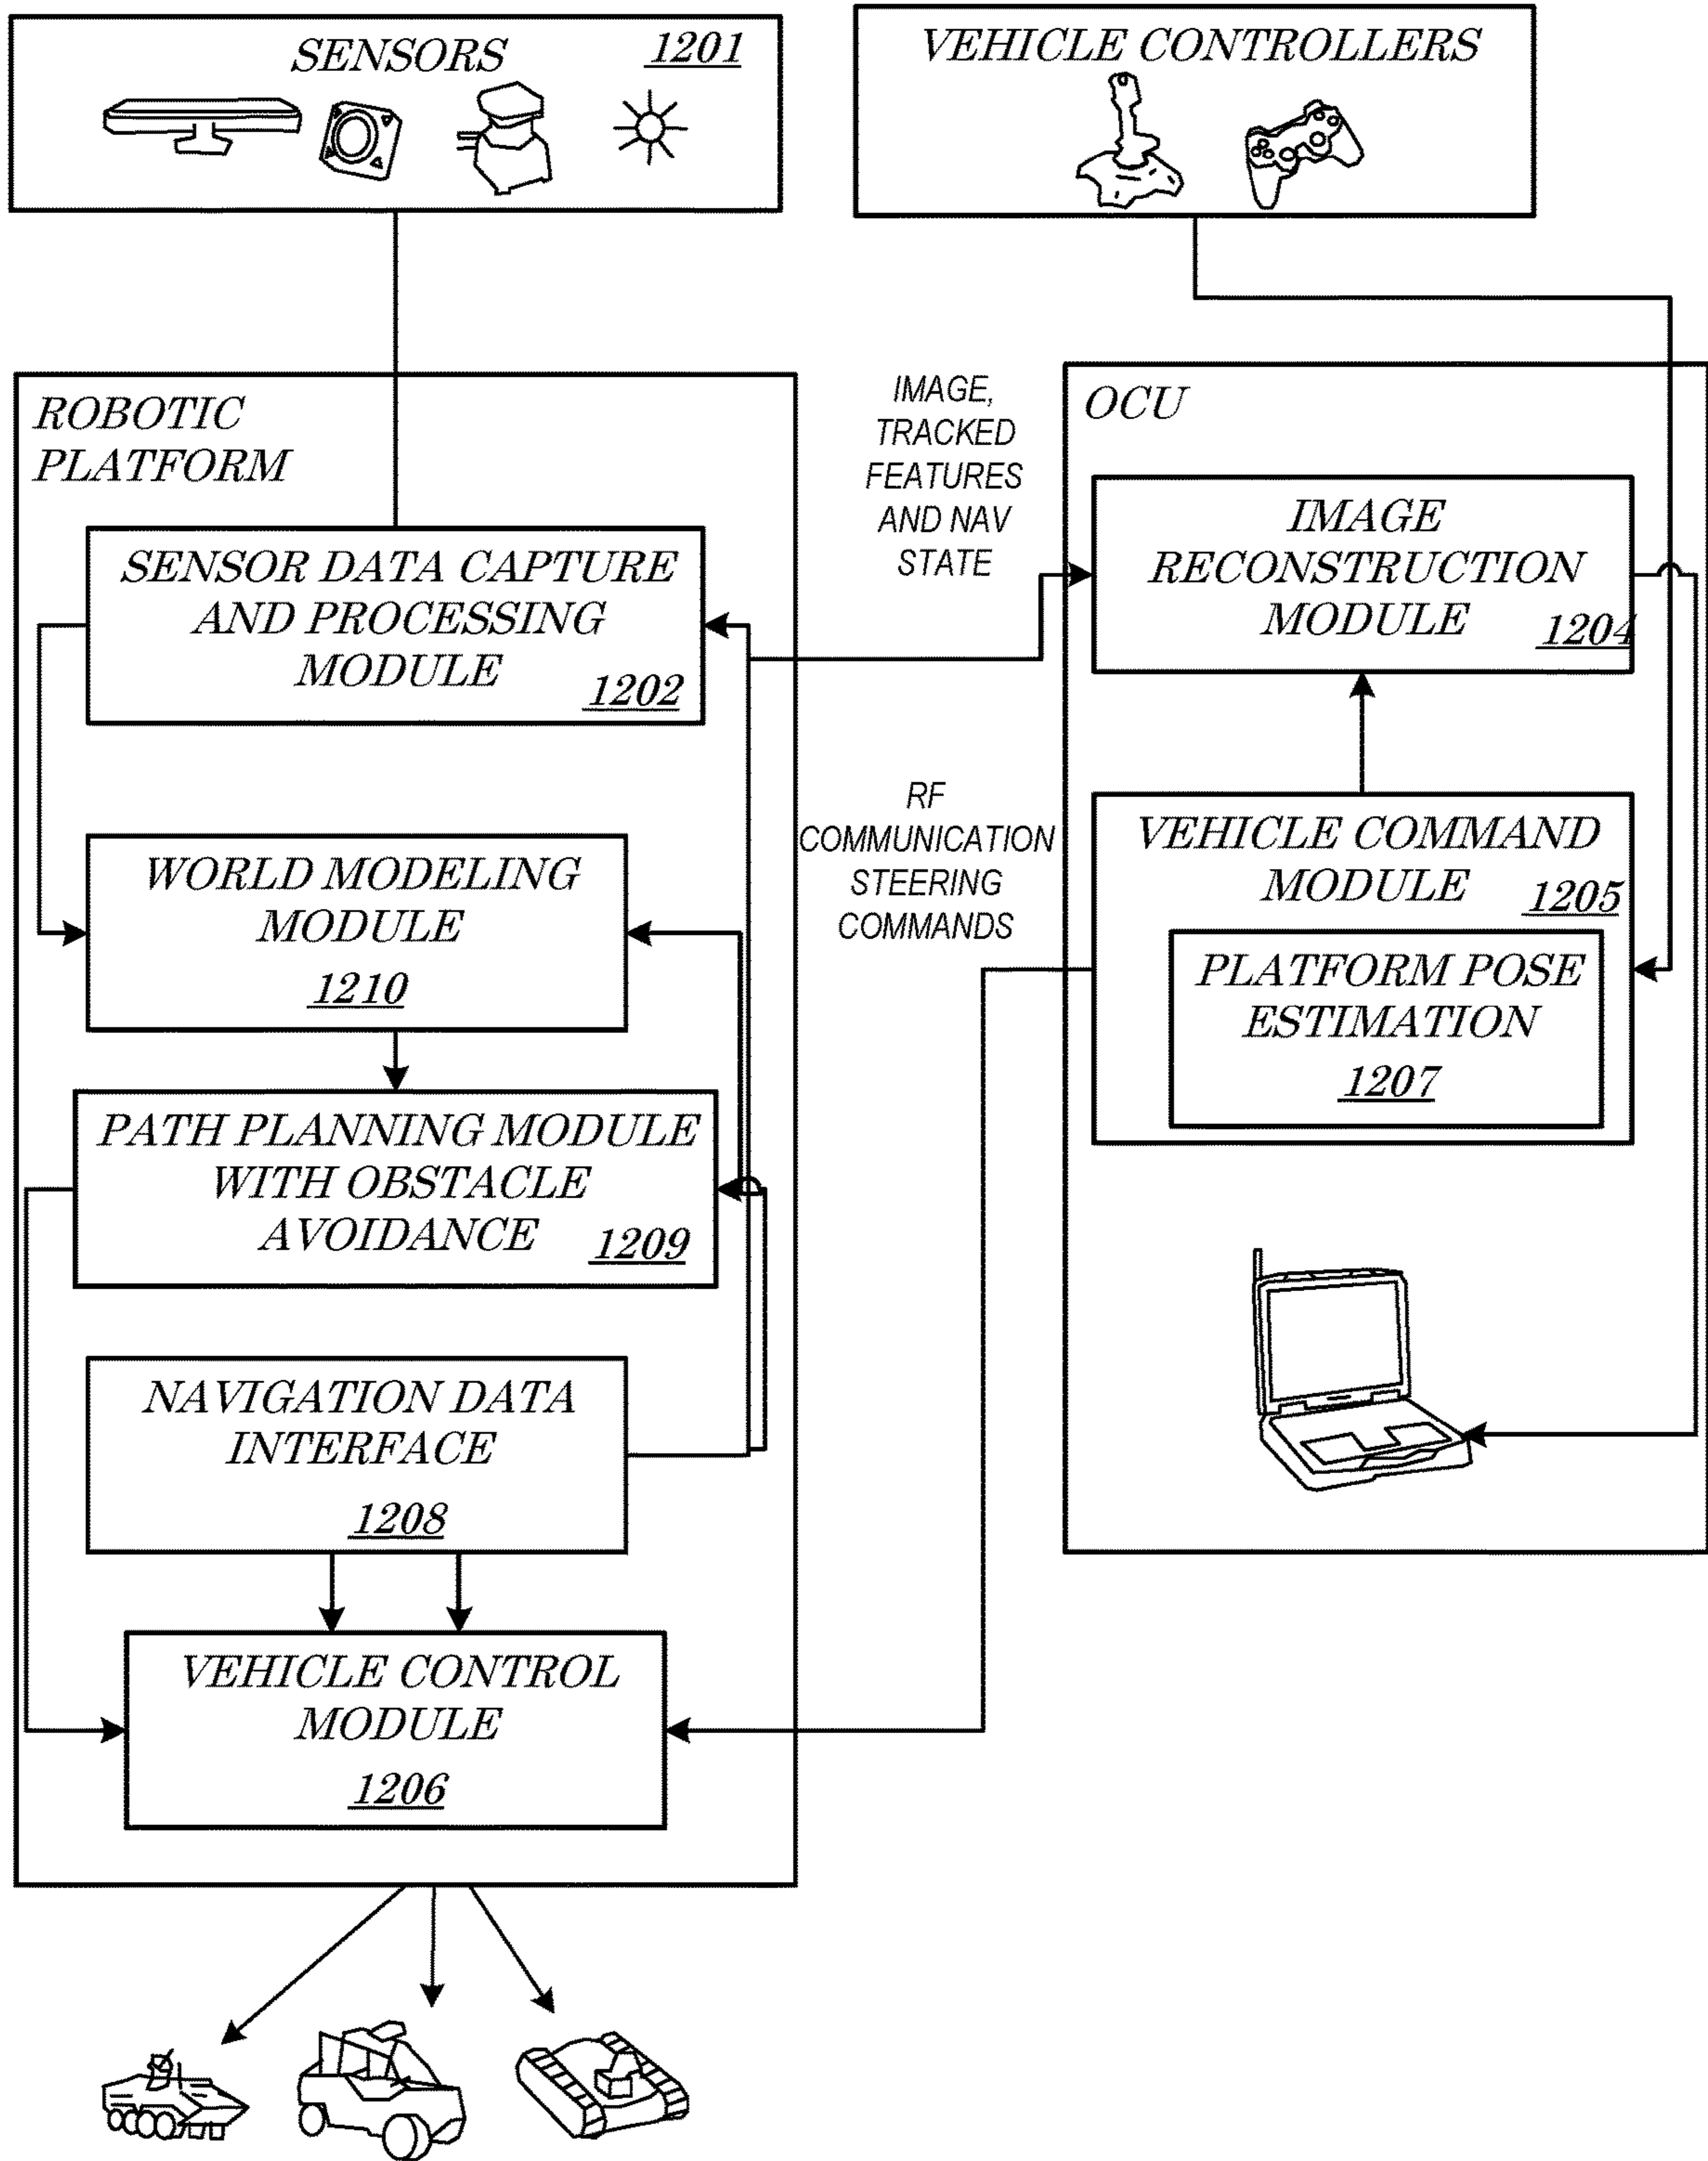 SENSORS
1201
VEHICLE CONTROLLERS
ROBOTIC
PLATFORM
SENSOR DATA CAPTURE
AND PROCESSING
MODULE
1202
WORLD MODELING
MODULE
1210
PATH PLANNING MODULE
WITH OBSTACLE
AVOIDANCE
1209
NAVIGATION DATA
INTERFACE
1208
VEHICLE CONTROL
MODULE
1206
IMAGE,
TRACKED
FEATURES
AND NAV
STATE
RF
COMMUNICATION
STEERING
COMMANDS
OCU
IMAGE
RECONSTRUCTION
MODULE
1204
VEHICLE COMMAND
MODULE
1205
PLATFORM POSE
ESTIMATION
1207